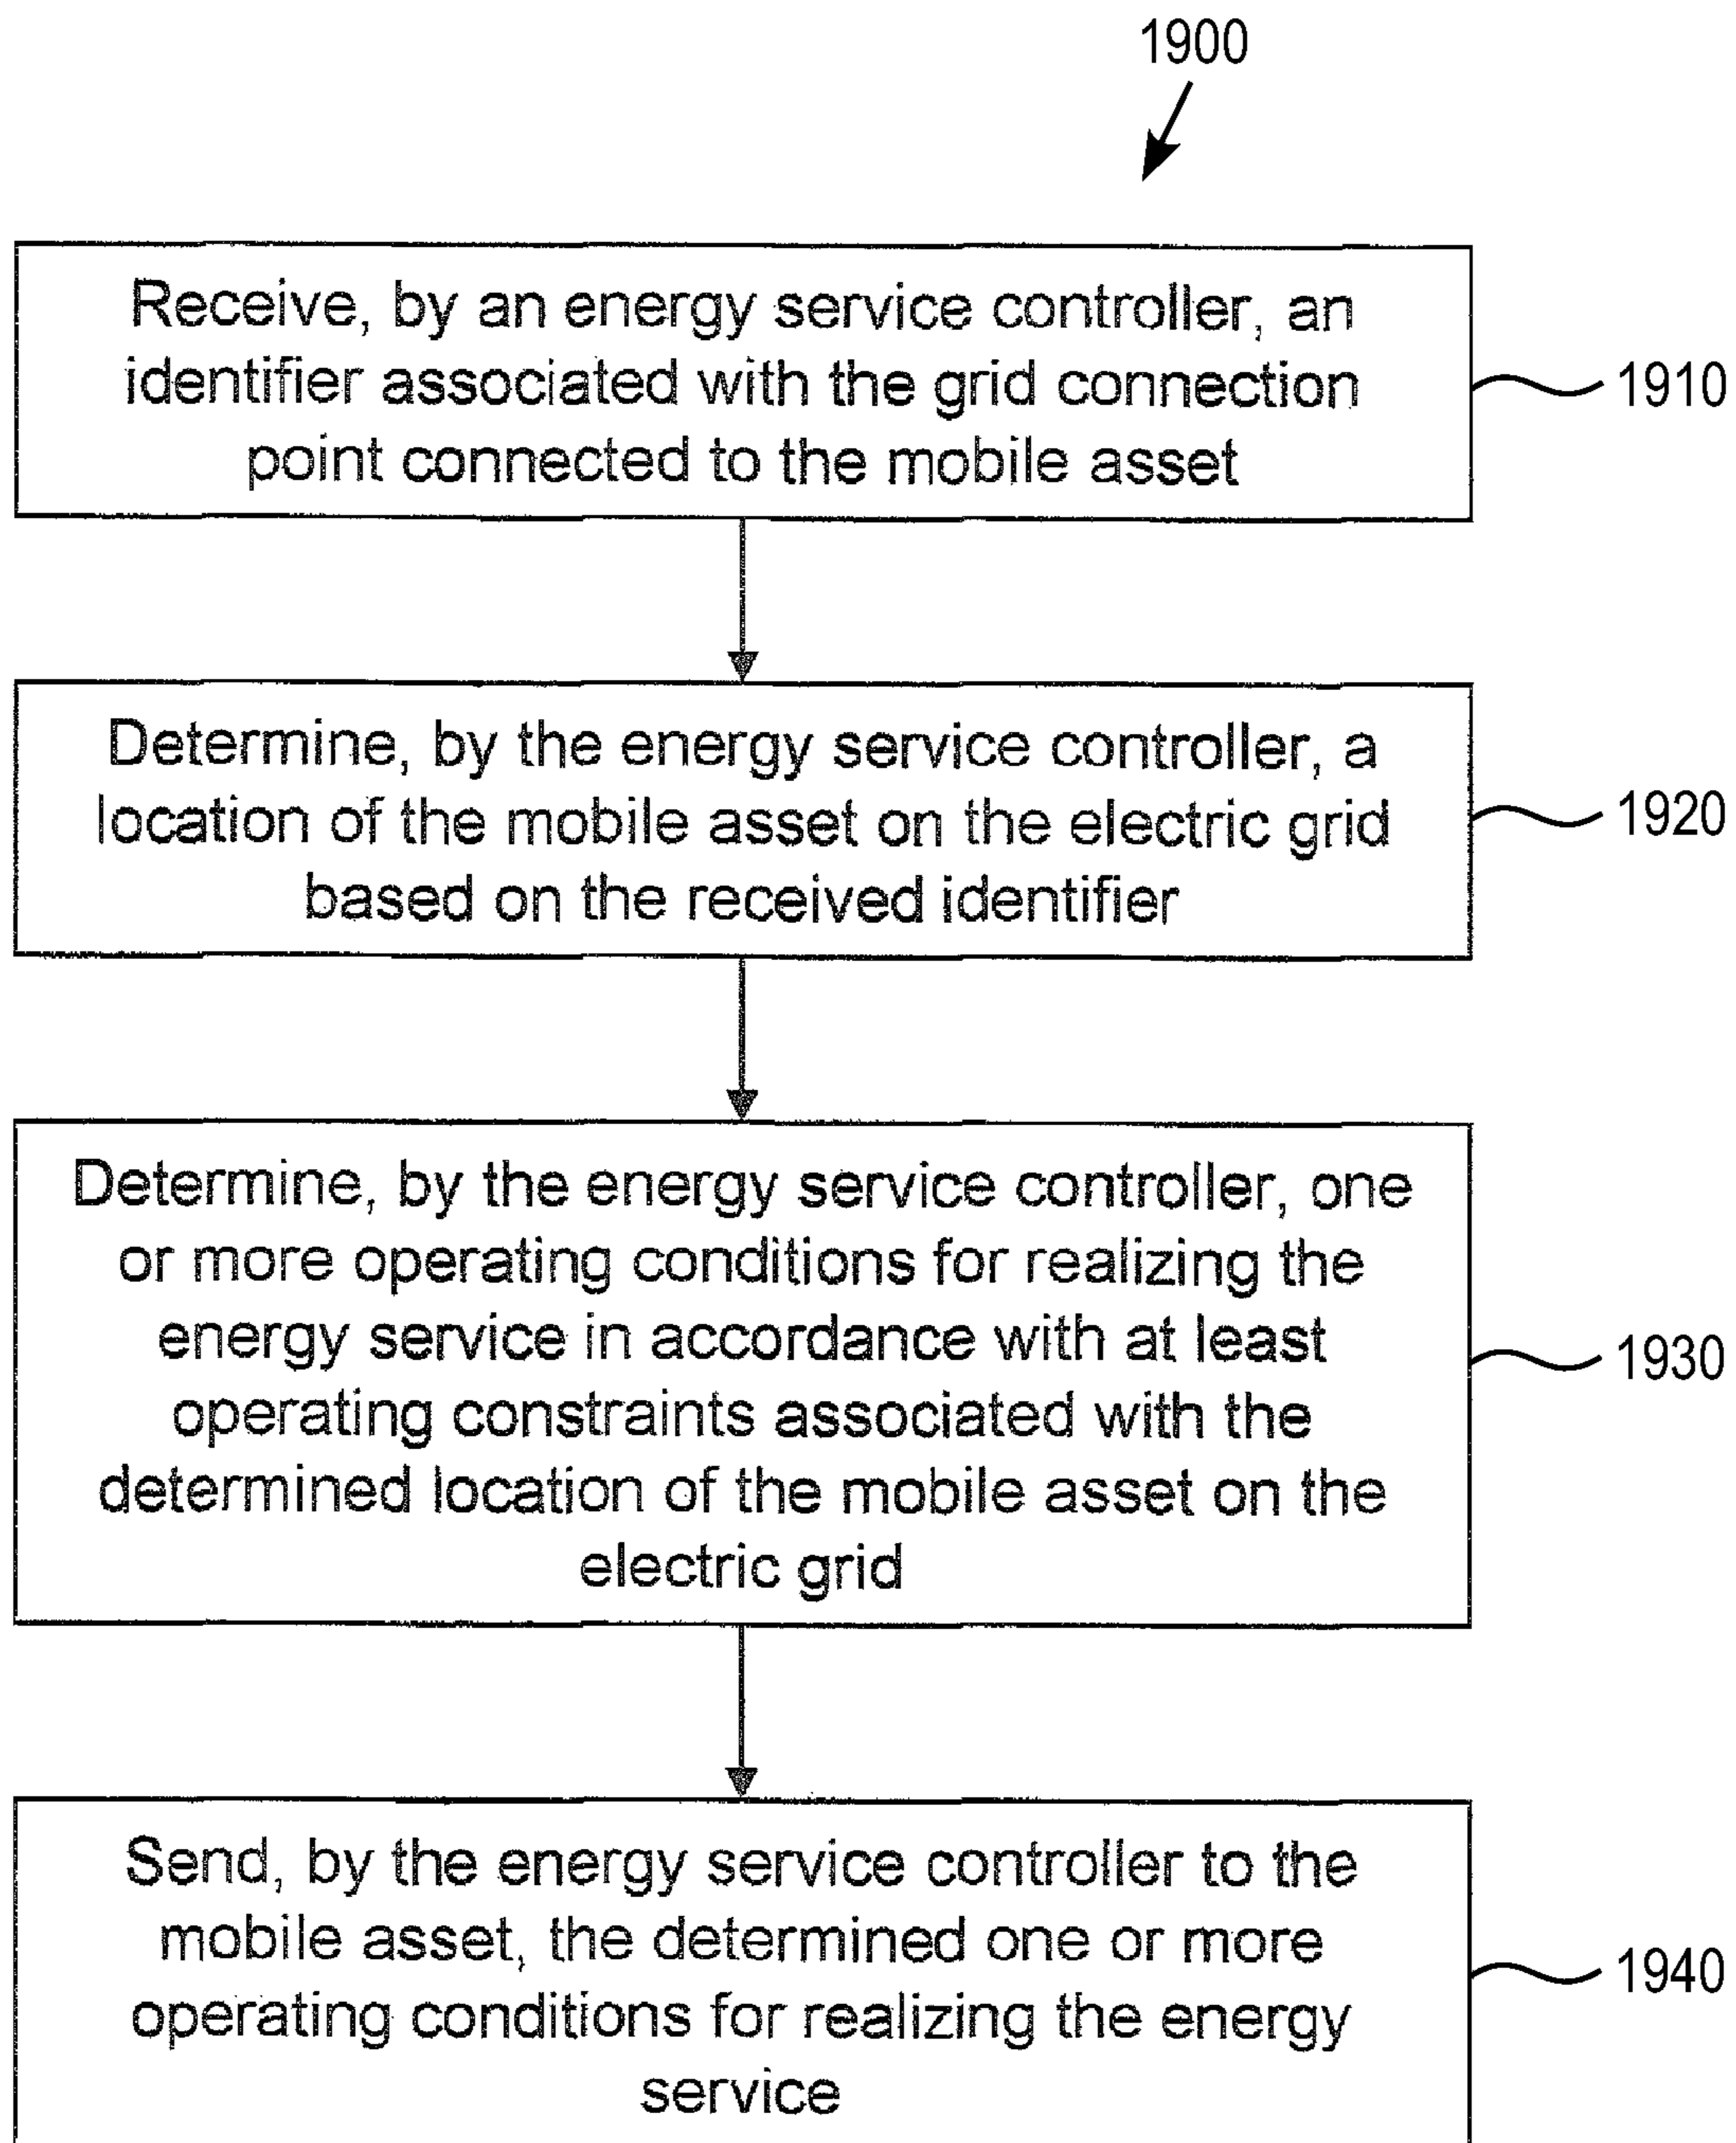 1900
Receive, by an energy service controller, an
identifier associated with the grid connection
point connected to the mobile asset
1910
Determine, by the energy service controller, a
location of the mobile asset on the electric grid
based on the received identifier
1920
Determine, by the energy service controller, one
or more operating conditions for realizing the
energy service in accordance with at least
operating constraints associated with the
determined location of the mobile asset on the
electric grid
1930
Send, by the energy service controller to the
mobile asset, the determined one or more
operating conditions for realizing the energy
service
1940